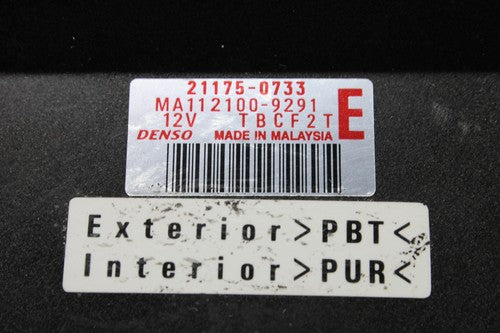 21175-0733
MA112100-9291
12V TBCF2T E
DENSO MADE IN MALAYSIA
Exterior>PBT<
Interior>PUR<